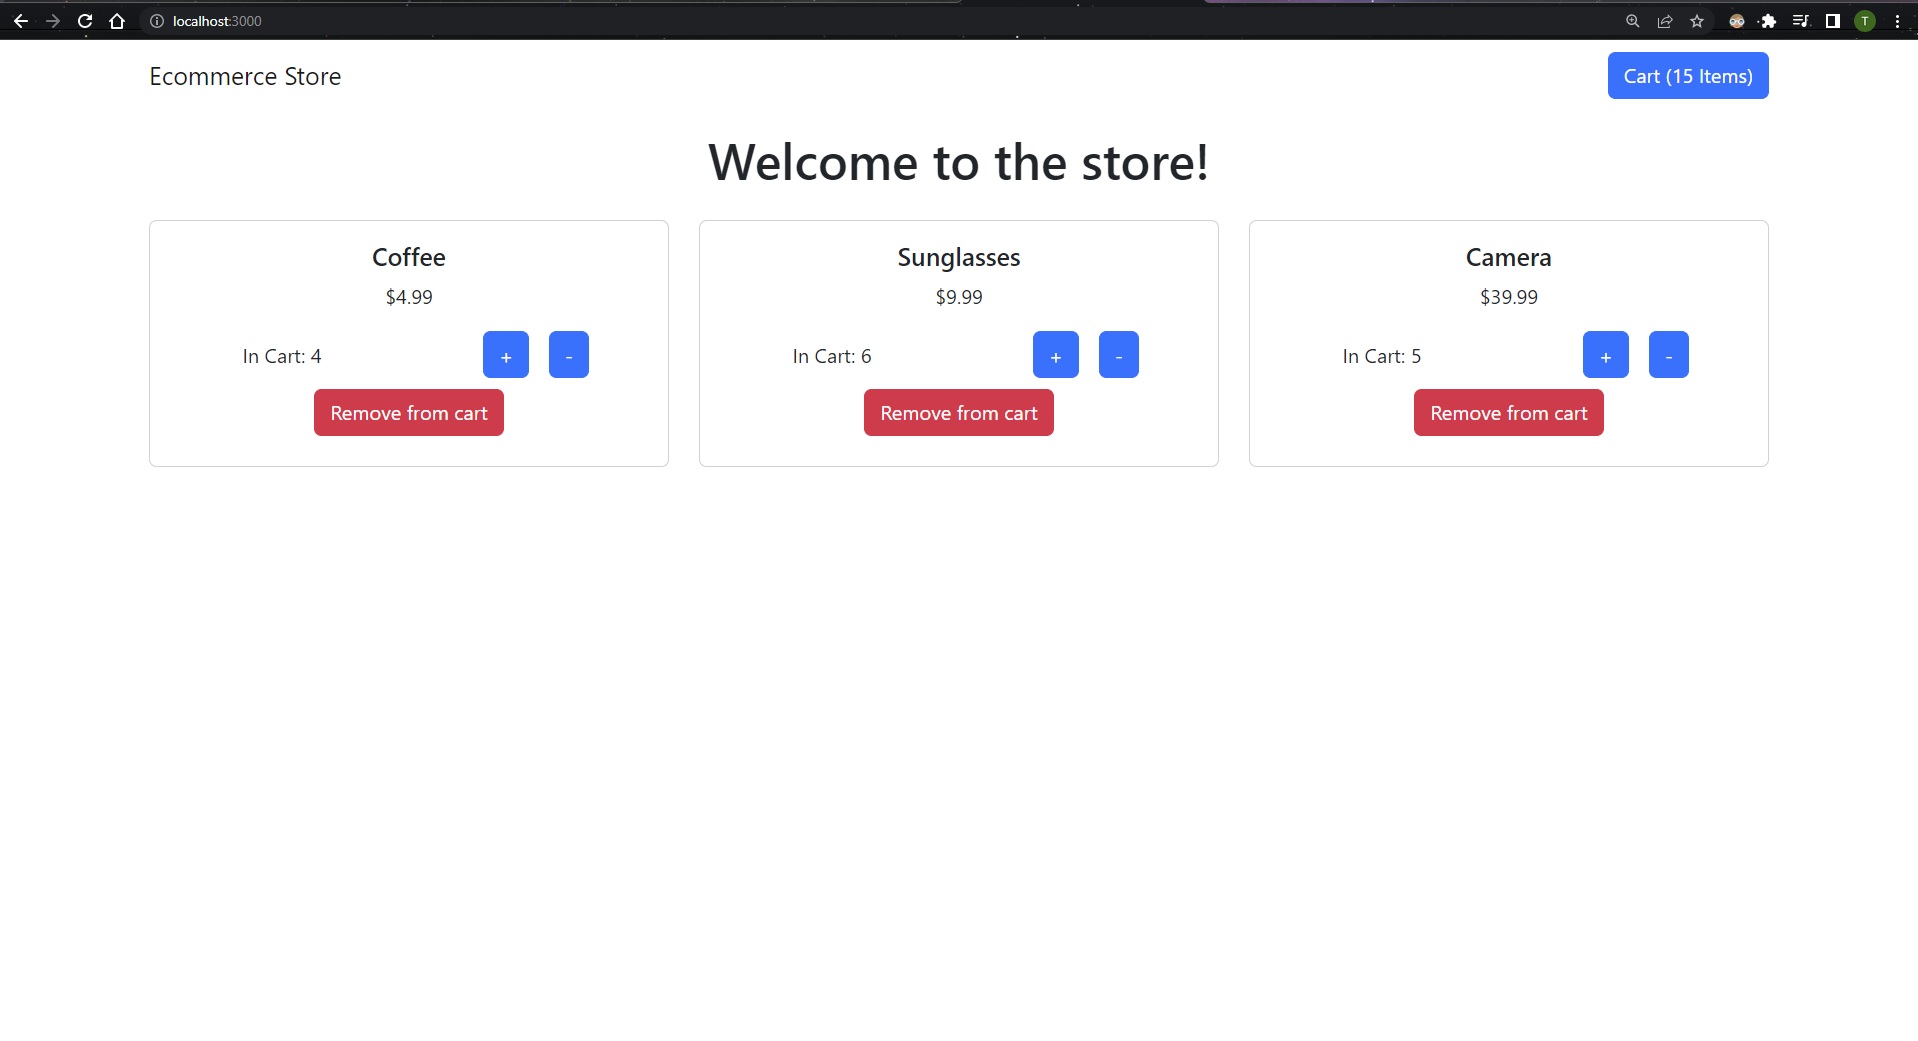 localhost:3000
T
Ecommerce Store
Cart (15 Items)
Welcome to the store!
Coffee
$4.99
In Cart: 4
+
-
Remove from cart
Sunglasses
$9.99
In Cart: 6
+
-
Remove from cart
Camera
$39.99
In Cart: 5
+
-
Remove from cart